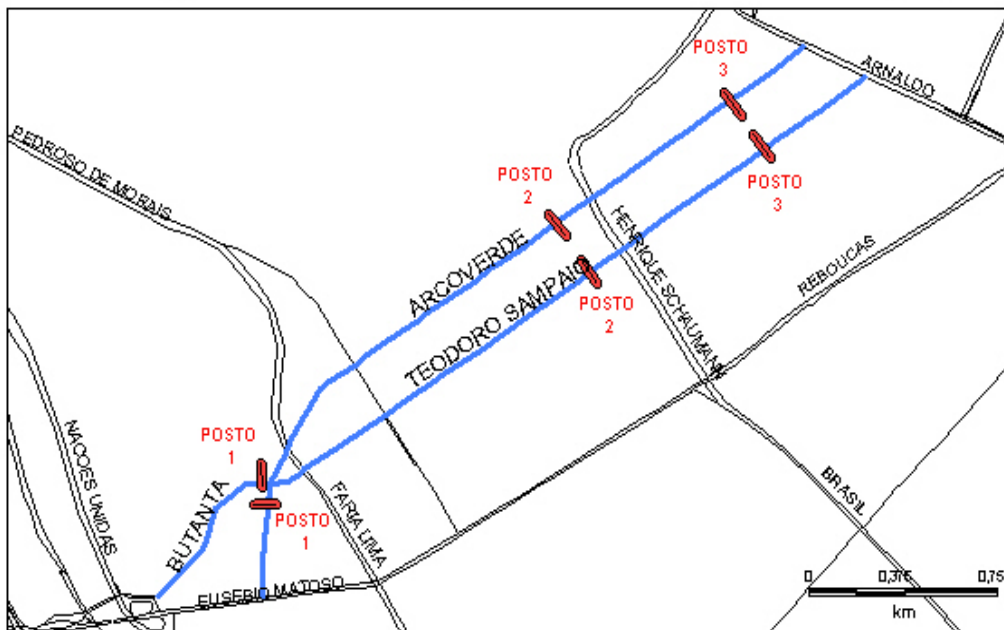 POSTO
3
ARNALDO
PEDROSO DE MORAIS
POSTO
2
POSTO
3
ARCOVERDE
HENRIQUE SCHAUMANN
REBOUCAS
TEODORO SAMPAIO
POSTO
2
NACOES UNIDAS
POSTO
1
BUTANTA
POSTO
1
FARIA LIMA
BRASIL
EUSEBIO MATOSO
0 0,375 0,75
km